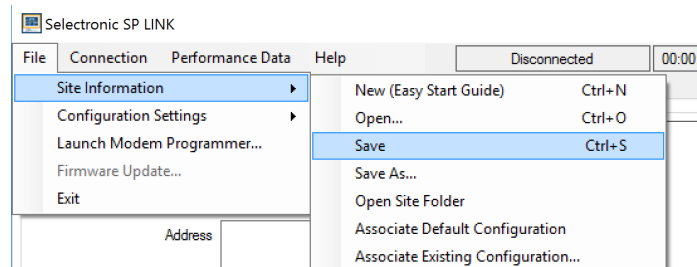 Selectronic SP LINK
File Connection Performance Data Help Disconnected 00:00
Site Information
Configuration Settings
Launch Modem Programmer...
Firmware Update...
Exit
New (Easy Start Guide) Ctrl+N
Open... Ctrl+O
Save Ctrl+S
Save As...
Open Site Folder
Associate Default Configuration
Associate Existing Configuration...
Address